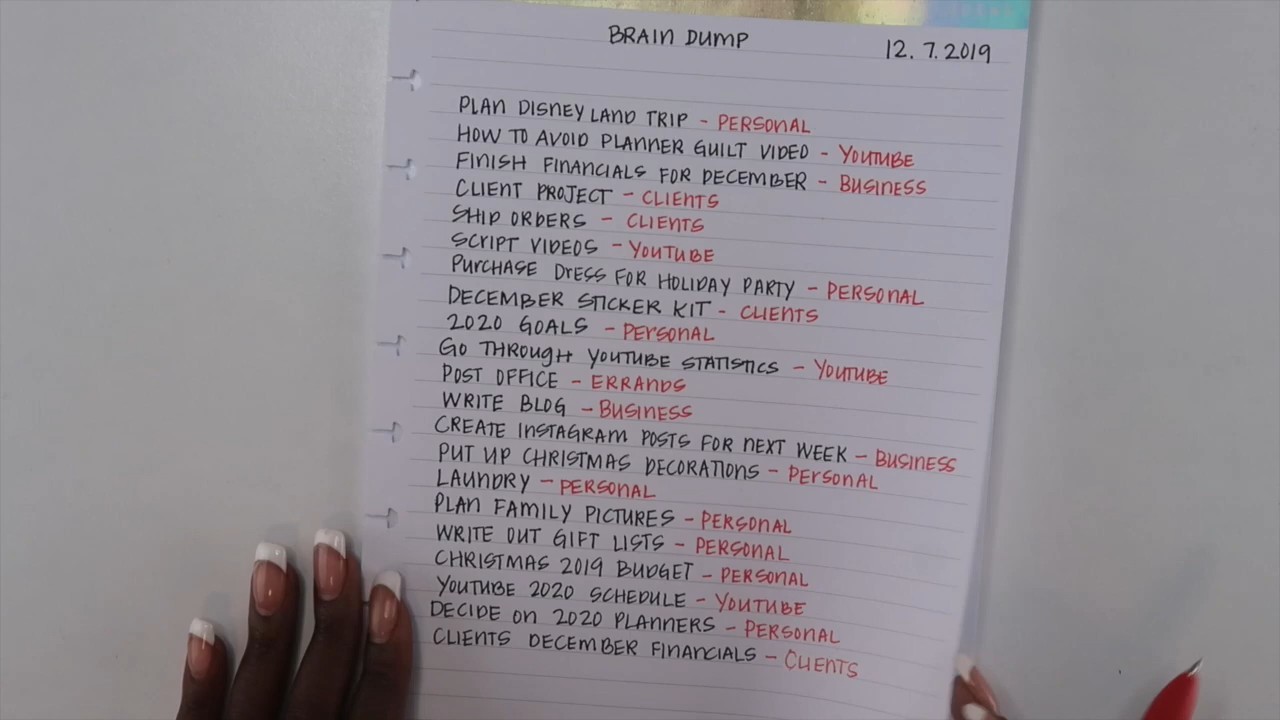 BRAIN DUMP
12.7.2019
PLAN DISNEYLAND TRIP - PERSONAL
HOW TO AVOID PLANNER GUILT VIDEO - YOUTUBE
FINISH FINANCIALS FOR DECEMBER - BUSINESS
CLIENT PROJECT - CLIENTS
SHIP ORDERS - CLIENTS
SCRIPT VIDEOS - YOUTUBE
PURCHASE DRESS FOR HOLIDAY PARTY - PERSONAL
DECEMBER STICKER KIT - CLIENTS
2020 GOALS - PERSONAL
GO THROUGH YOUTUBE STATISTICS - YOUTUBE
POST OFFICE - ERRANDS
WRITE BLOG - BUSINESS
CREATE INSTAGRAM POSTS FOR NEXT WEEK - BUSINESS
PUT UP CHRISTMAS DECORATIONS - PERSONAL
LAUNDRY - PERSONAL
PLAN FAMILY PICTURES - PERSONAL
WRITE OUT GIFT LISTS - PERSONAL
CHRISTMAS 2019 BUDGET - PERSONAL
YOUTUBE 2020 SCHEDULE - YOUTUBE
DECIDE ON 2020 PLANNERS - PERSONAL
CLIENTS DECEMBER FINANCIALS - CLIENTS